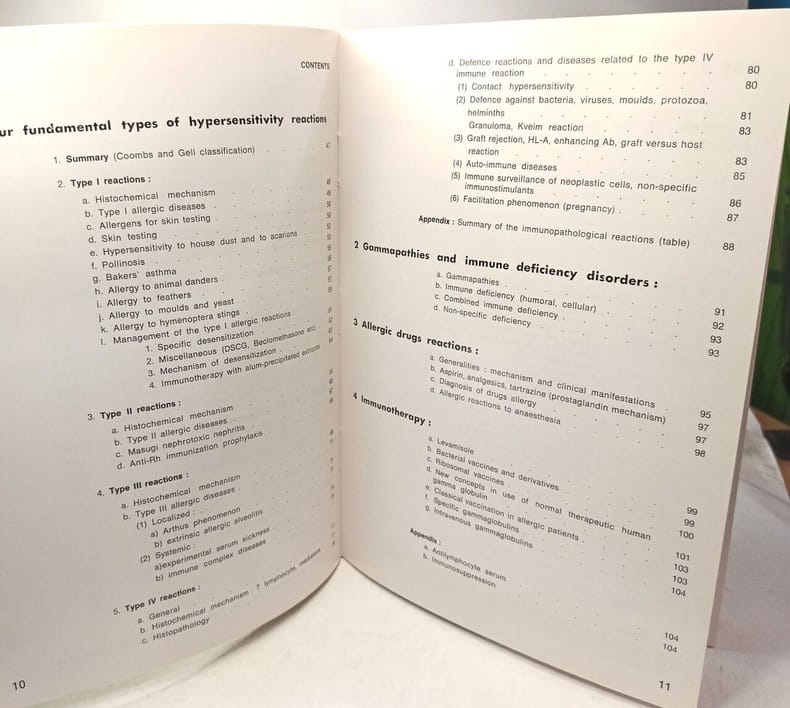 CONTENTS
ur fundamental types of hypersensitivity reactions
1. Summary (Coombs and Gell classification) 47
2. Type I reactions :
a. Histochemical mechanism
b. Type I allergic diseases
c. Allergens for skin testing
d. Skin testing
e. Hypersensitivity to house dust and to acarions
f. Pollinosis
g. Bakers' asthma
h. Allergy to animal danders
i. Allergy to feathers
j. Allergy to moulds and yeast
k. Allergy to hymenoptera stings
l. Management of the type I allergic reactions
1. Specific desensitization
2. Miscellaneous (DSCG, Beclomethasone etc)
3. Mechanism of desensitization
4. Immunotherapy with alum-precipitated extracts
3. Type II reactions :
a. Histochemical mechanism
b. Type II allergic diseases
c. Masugi nephrotoxic nephritis
d. Anti-Rh immunization prophylaxis
4. Type III reactions :
a. Histochemical mechanism
b. Type III allergic diseases
(1) Localized :
a) Arthus phenomenon
b) extrinsic allergic alveolitis
(2) Systemic :
a)experimental serum sickness
b) immune complex diseases
5. Type IV reactions :
a. General
b. Histochemical mechanism : T lymphocyte, mediators
c. Histopathology
10
d. Defence reactions and diseases related to the type IV
immune reaction 80
(1) Contact hypersensitivity 80
(2) Defence against bacteria, viruses, moulds, protozoa,
helminths 81
Granuloma, Kveim reaction 83
(3) Graft rejection, HL-A, enhancing Ab, graft versus host
reaction 83
(4) Auto-immune diseases 85
(5) Immune surveillance of neoplastic cells, non-specific
immunostimulants 86
(6) Facilitation phenomenon (pregnancy) 87
Appendix : Summary of the immunopathological reactions (table) 88
2 Gammapathies and immune deficiency disorders :
a. Gammapathies 91
b. Immune deficiency (humoral, cellular) 92
c. Combined immune deficiency 93
d. Non-specific deficiency 93
3 Allergic drugs reactions :
a. Generalities : mechanism and clinical manifestations 95
b. Aspirin, analgesics, tartrazine (prostaglandin mechanism) 97
c. Diagnosis of drugs allergy 97
d. Allergic reactions to anaesthesia 98
4 Immunotherapy :
a. Levamisole 99
b. Bacterial vaccines and derivatives 99
c. Ribosomal vaccines 100
d. New concepts in use of normal therapeutic human
gamma globulin 101
e. Classical vaccination in allergic patients 103
f. Specific gammaglobulins 103
g. Intravenous gammaglobulins 104
Appendix :
a. Antilymphocyte serum 104
b. Immunosuppression 104
11